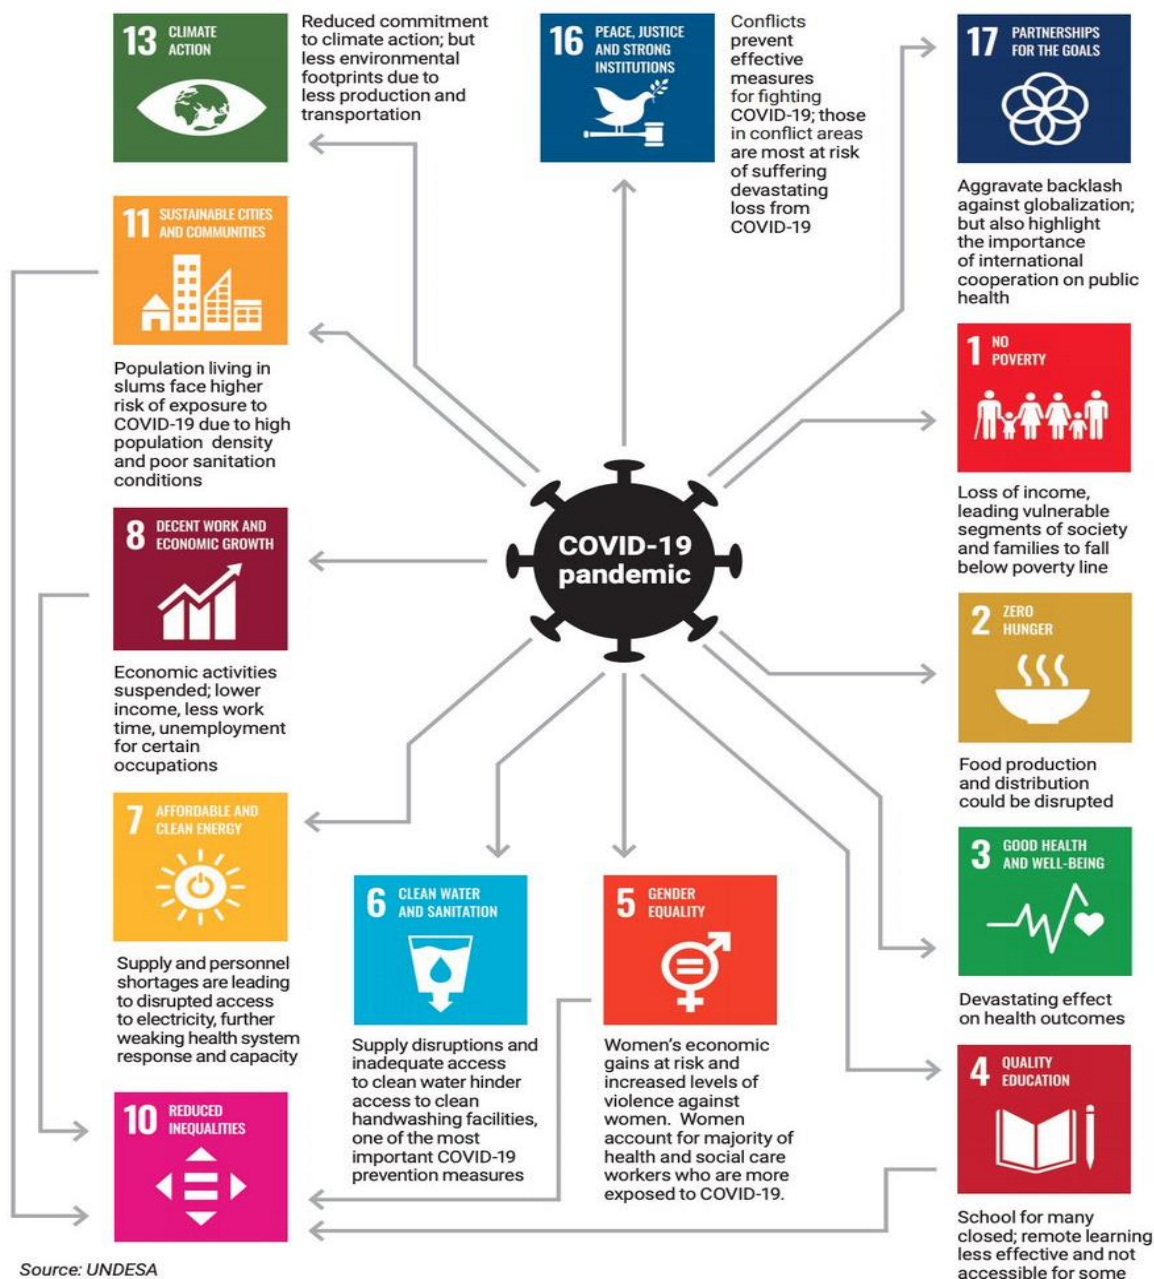 13 CLIMATE
ACTION
Reduced commitment
to climate action; but
less environmental
footprints due to
less production and
transportation
16 PEACE, JUSTICE
AND STRONG
INSTITUTIONS
Conflicts
prevent
effective
measures
for fighting
COVID-19; those
in conflict areas
are most at risk
of suffering
devastating
loss from
COVID-19
17 PARTNERSHIPS
FOR THE GOALS
Aggravate backlash
against globalization;
but also highlight
the importance
of international
cooperation on public
health
11 SUSTAINABLE CITIES
AND COMMUNITIES
Population living in
slums face higher
risk of exposure to
COVID-19 due to high
population density
and poor sanitation
conditions
1 NO
POVERTY
Loss of income,
leading vulnerable
segments of society
and families to fall
below poverty line
8 DECENT WORK AND
ECONOMIC GROWTH
Economic activities
suspended; lower
income, less work
time, unemployment
for certain
occupations
COVID-19
pandemic
2 ZERO
HUNGER
Food production
and distribution
could be disrupted
7 AFFORDABLE AND
CLEAN ENERGY
Supply and personnel
shortages are leading
to disrupted access
to electricity, further
weaking health system
response and capacity
6 CLEAN WATER
AND SANITATION
Supply disruptions and
inadequate access
to clean water hinder
access to clean
handwashing facilities,
one of the most
important COVID-19
prevention measures
5 GENDER
EQUALITY
Women's economic
gains at risk and
increased levels of
violence against
women. Women
account for majority of
health and social care
workers who are more
exposed to COVID-19.
3 GOOD HEALTH
AND WELL-BEING
Devastating effect
on health outcomes
10 REDUCED
INEQUALITIES
4 QUALITY
EDUCATION
School for many
closed; remote learning
less effective and not
accessible for some
Source: UNDESA